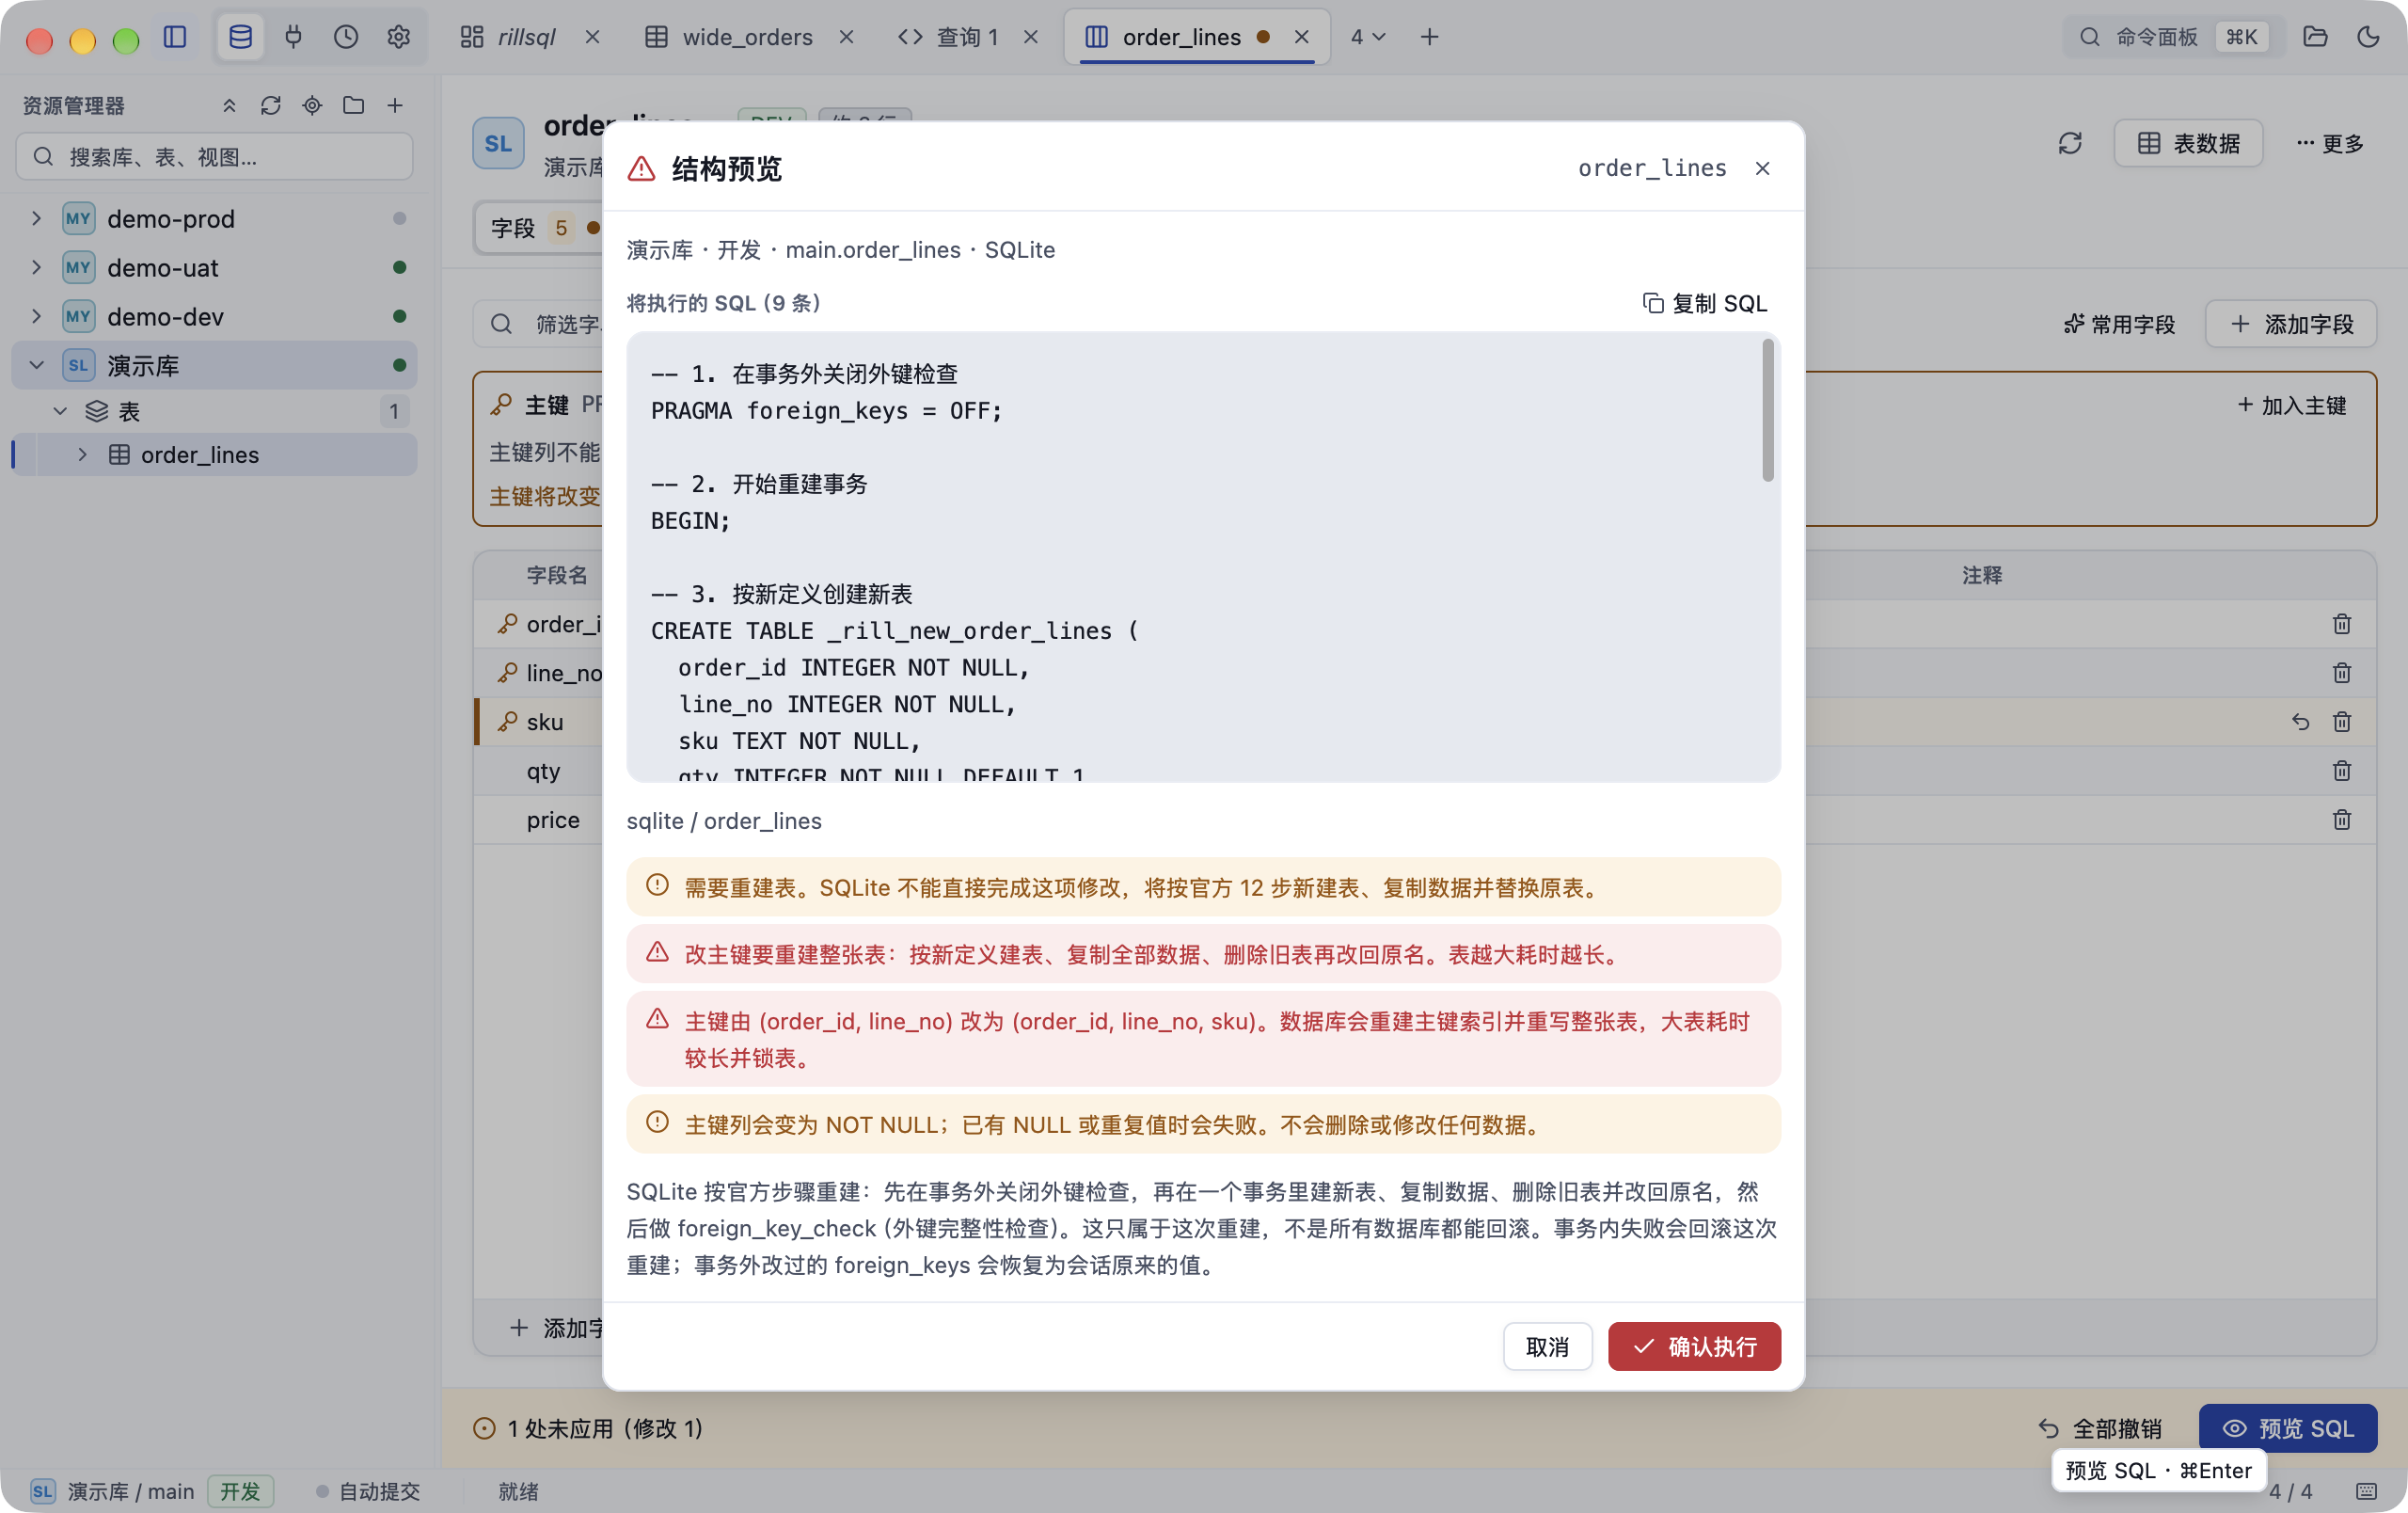 rillsql
wide_orders
查询 1
order_lines
4
命令面板
⌘K
资源管理器
搜索库、表、视图...
MY demo-prod
MY demo-uat
MY demo-dev
SL 演示库
表 1
order_lines
SL
表数据
··· 更多
演示库
字段 5
筛选字
常用字段
添加字段
主键
加入主键
主键列不能
主键将改变
字段名
注释
order_i
line_no
sku
qty
price
添加字
结构预览
order_lines
演示库 · 开发 · main.order_lines · SQLite
将执行的 SQL (9 条)
复制 SQL
-- 1. 在事务外关闭外键检查
PRAGMA foreign_keys = OFF;
-- 2. 开始重建事务
BEGIN;
-- 3. 按新定义创建新表
CREATE TABLE _rill_new_order_lines (
order_id INTEGER NOT NULL,
line_no INTEGER NOT NULL,
sku TEXT NOT NULL,
qty INTEGER NOT NULL DEFAULT 1
sqlite / order_lines
需要重建表。SQLite 不能直接完成这项修改，将按官方 12 步新建表、复制数据并替换原表。
改主键要重建整张表：按新定义建表、复制全部数据、删除旧表再改回原名。表越大耗时越长。
主键由 (order_id, line_no) 改为 (order_id, line_no, sku)。数据库会重建主键索引并重写整张表，大表耗时
较长并锁表。
主键列会变为 NOT NULL；已有 NULL 或重复值时会失败。不会删除或修改任何数据。
SQLite 按官方步骤重建：先在事务外关闭外键检查，再在一个事务里建新表、复制数据、删除旧表并改回原名，然
后做 foreign_key_check (外键完整性检查)。这只属于这次重建，不是所有数据库都能回滚。事务内失败会回滚这次
重建；事务外改过的 foreign_keys 会恢复为会话原来的值。
取消
确认执行
1 处未应用 (修改 1)
全部撤销
预览 SQL
预览 SQL · ⌘Enter
SL 演示库 / main
开发
自动提交
就绪
4 / 4